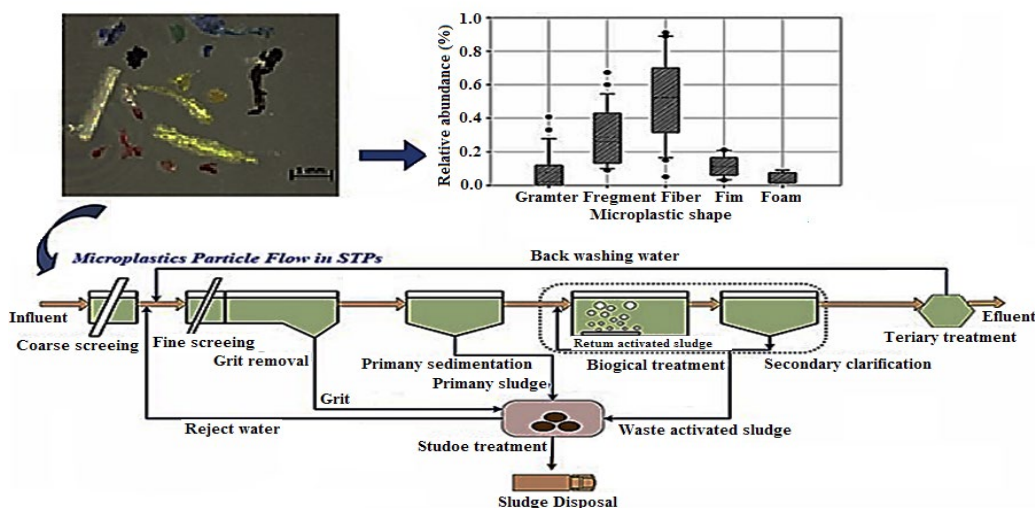 1.0
0.8
0.6
0.4
0.2
0.0
Relative abundance (%)
Gramter Fregment Fiber Fim Foam
Microplastic shape
Microplastics Particle Flow in STPs
Back washing water
Influent
Coarse screeing
Fine screeing
Grit removal
Primany sedimentation
Primany sludge
Retum activated sludge
Biogical treatment
Secondary clarification
Teriary treatment
Efluent
Grit
Reject water
Studoe treatment
Waste activated sludge
Sludge Disposal